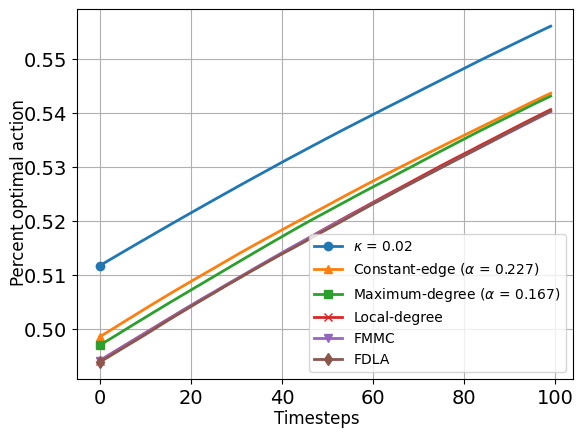 Percent optimal action
0.55
0.54
0.53
0.52
0.51
0.50
κ = 0.02
Constant-edge (α = 0.227)
Maximum-degree (α = 0.167)
Local-degree
FMMC
FDLA
0 20 40 60 80 100
Timesteps